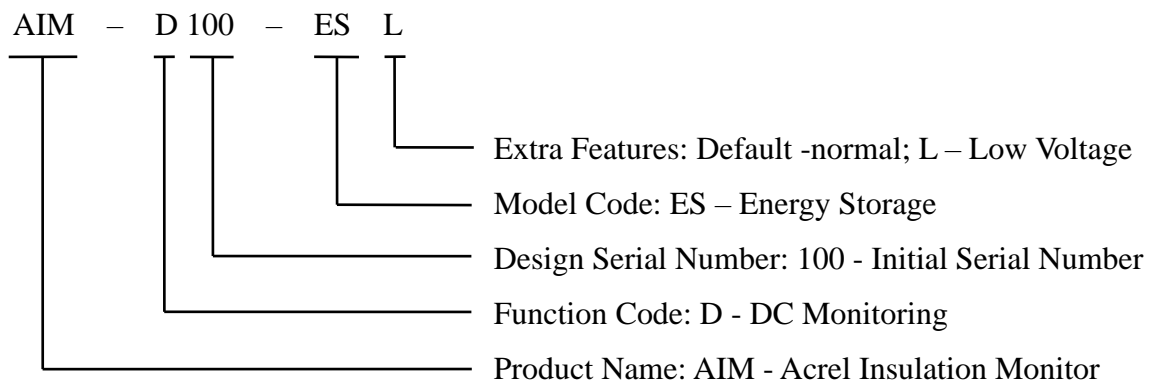 AIM – D 100 – ES L
Extra Features: Default -normal; L – Low Voltage
Model Code: ES – Energy Storage
Design Serial Number: 100 - Initial Serial Number
Function Code: D - DC Monitoring
Product Name: AIM - Acrel Insulation Monitor